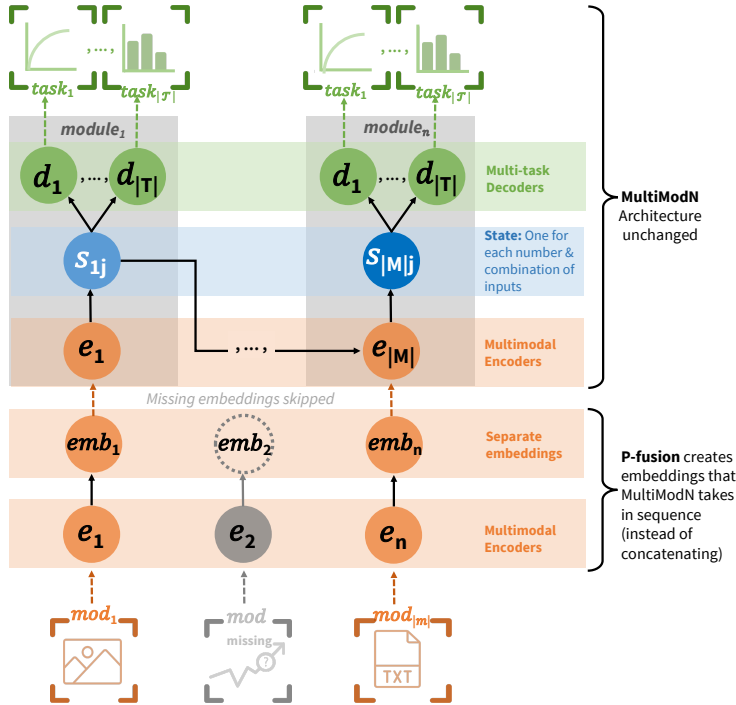 , ... ,
, ... ,
task1
task|𝒯|
task1
task|𝒯|
module1
modulen
d1
, ... ,
d|T|
d1
, ... ,
d|T|
Multi-task
Decoders
MultiModN
Architecture
unchanged
s1j
s|M|j
State: One for
each number &
combination of
inputs
e1
, ... ,
e|M|
Multimodal
Encoders
Missing embeddings skipped
emb1
emb2
embn
Separate
embeddings
P-fusion creates
embeddings that
MultiModN takes
in sequence
(instead of
concatenating)
e1
e2
en
Multimodal
Encoders
mod1
mod
mod|m|
missing
?
TXT